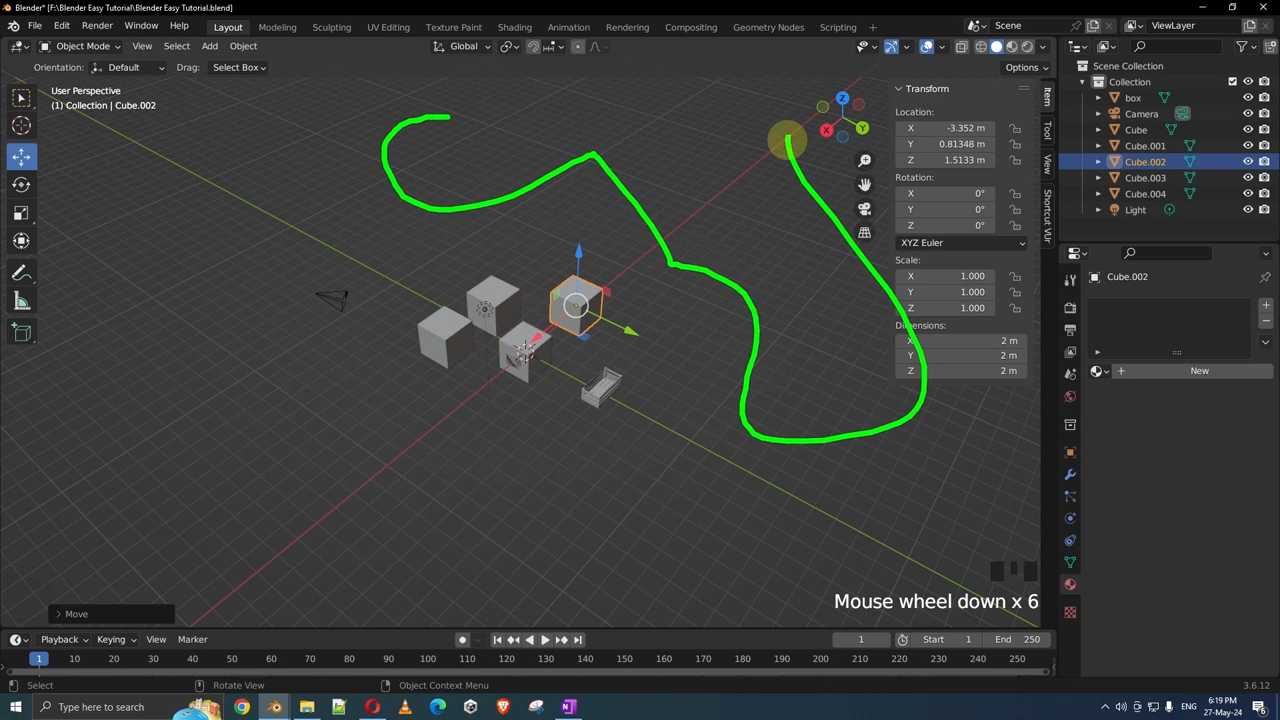 Blender* [F:\Blender Easy Tutorial\Blender Easy Tutorial.blend]
File Edit Render Window Help Layout Modeling Sculpting UV Editing Texture Paint Shading Animation Rendering Compositing Geometry Nodes Scripting Scene ViewLayer
Object Mode View Select Add Object Global
Orientation: Default Drag: Select Box Options
User Perspective
(1) Collection | Cube.002
Z
X
Y
Transform
Location:
X -3.352 m
Y 0.81348 m
Z 1.5133 m
Rotation:
X 0°
Y 0°
Z 0°
XYZ Euler
Scale:
X 1.000
Y 1.000
Z 1.000
Dimensions:
X 2 m
Y 2 m
Z 2 m
Item
Tool
View
Shortcut VUr
Scene Collection
Collection
box
Camera
Cube
Cube.001
Cube.002
Cube.003
Cube.004
Light
Cube.002
New
Move
Mouse wheel down x 6
Playback Keying View Marker 1 Start 1 End 250
1 10 20 30 40 50 60 70 80 90 100 110 120 130 140 150 160 170 180 190 200 210 220 230 240 250
Select Rotate View Object Context Menu 3.6.12
Type here to search
ENG
6:19 PM
27-May-24